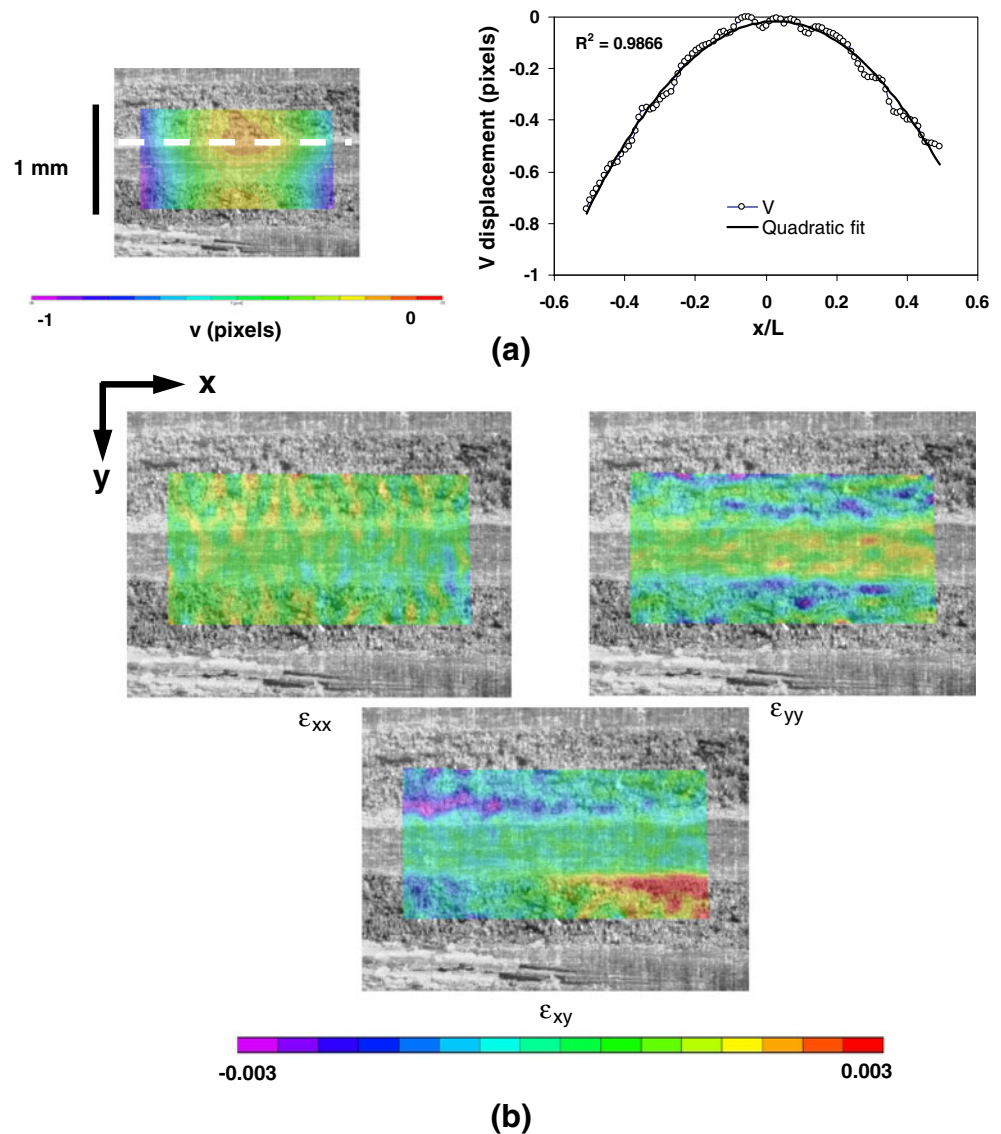 1 mm
-1
0
v (pixels)
R² = 0.9866
V displacement (pixels)
0
-0.2
-0.4
-0.6
-0.8
-1
V
Quadratic fit
-0.6
-0.4
-0.2
0
0.2
0.4
0.6
x/L
(a)
x
y
εxx
εyy
εxy
-0.003
0.003
(b)